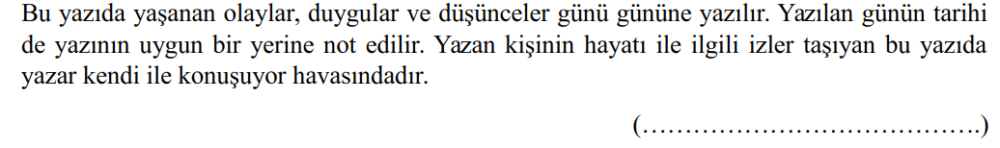 Bu yazıda yaşanan olaylar, duygular ve düşünceler günü gününe yazılır. Yazılan günün tarihi
de yazının uygun bir yerine not edilir. Yazan kişinin hayatı ile ilgili izler taşıyan bu yazıda
yazar kendi ile konuşuyor havasındadır.
(…………………………………..)